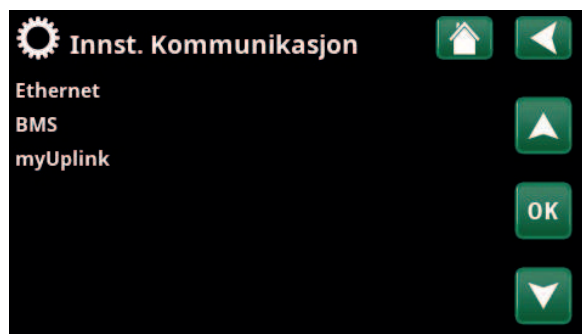 Innst. Kommunikasjon
Ethernet
BMS
myUplink
OK